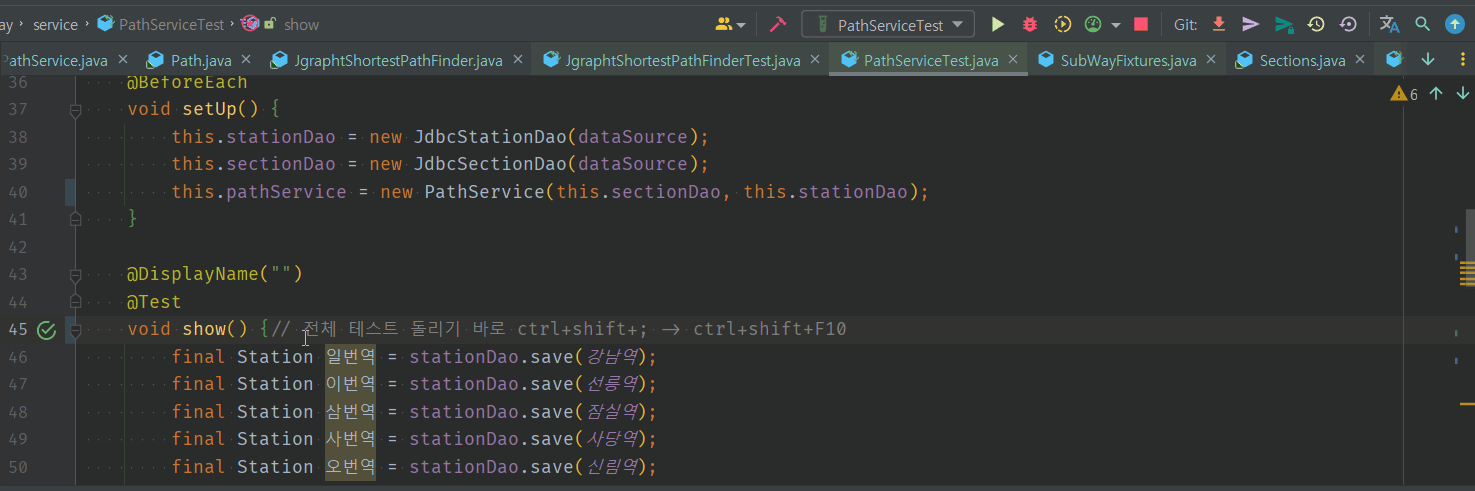 ay › service › PathServiceTest › show
PathServiceTest Git:
athService.java Path.java JgraphtShortestPathFinder.java JgraphtShortestPathFinderTest.java PathServiceTest.java SubWayFixtures.java Sections.java
36 @BeforeEach
6
37 void setUp() {
38 this.stationDao = new JdbcStationDao(dataSource);
39 this.sectionDao = new JdbcSectionDao(dataSource);
40 this.pathService = new PathService(this.sectionDao, this.stationDao);
41 }
42
43 @DisplayName("")
44 @Test
45 void show() {// 전체 테스트 돌리기 바로 ctrl+shift+; -> ctrl+shift+F10
46 final Station 일번역 = stationDao.save(강남역);
47 final Station 이번역 = stationDao.save(선릉역);
48 final Station 삼번역 = stationDao.save(잠실역);
49 final Station 사번역 = stationDao.save(사당역);
50 final Station 오번역 = stationDao.save(신림역);